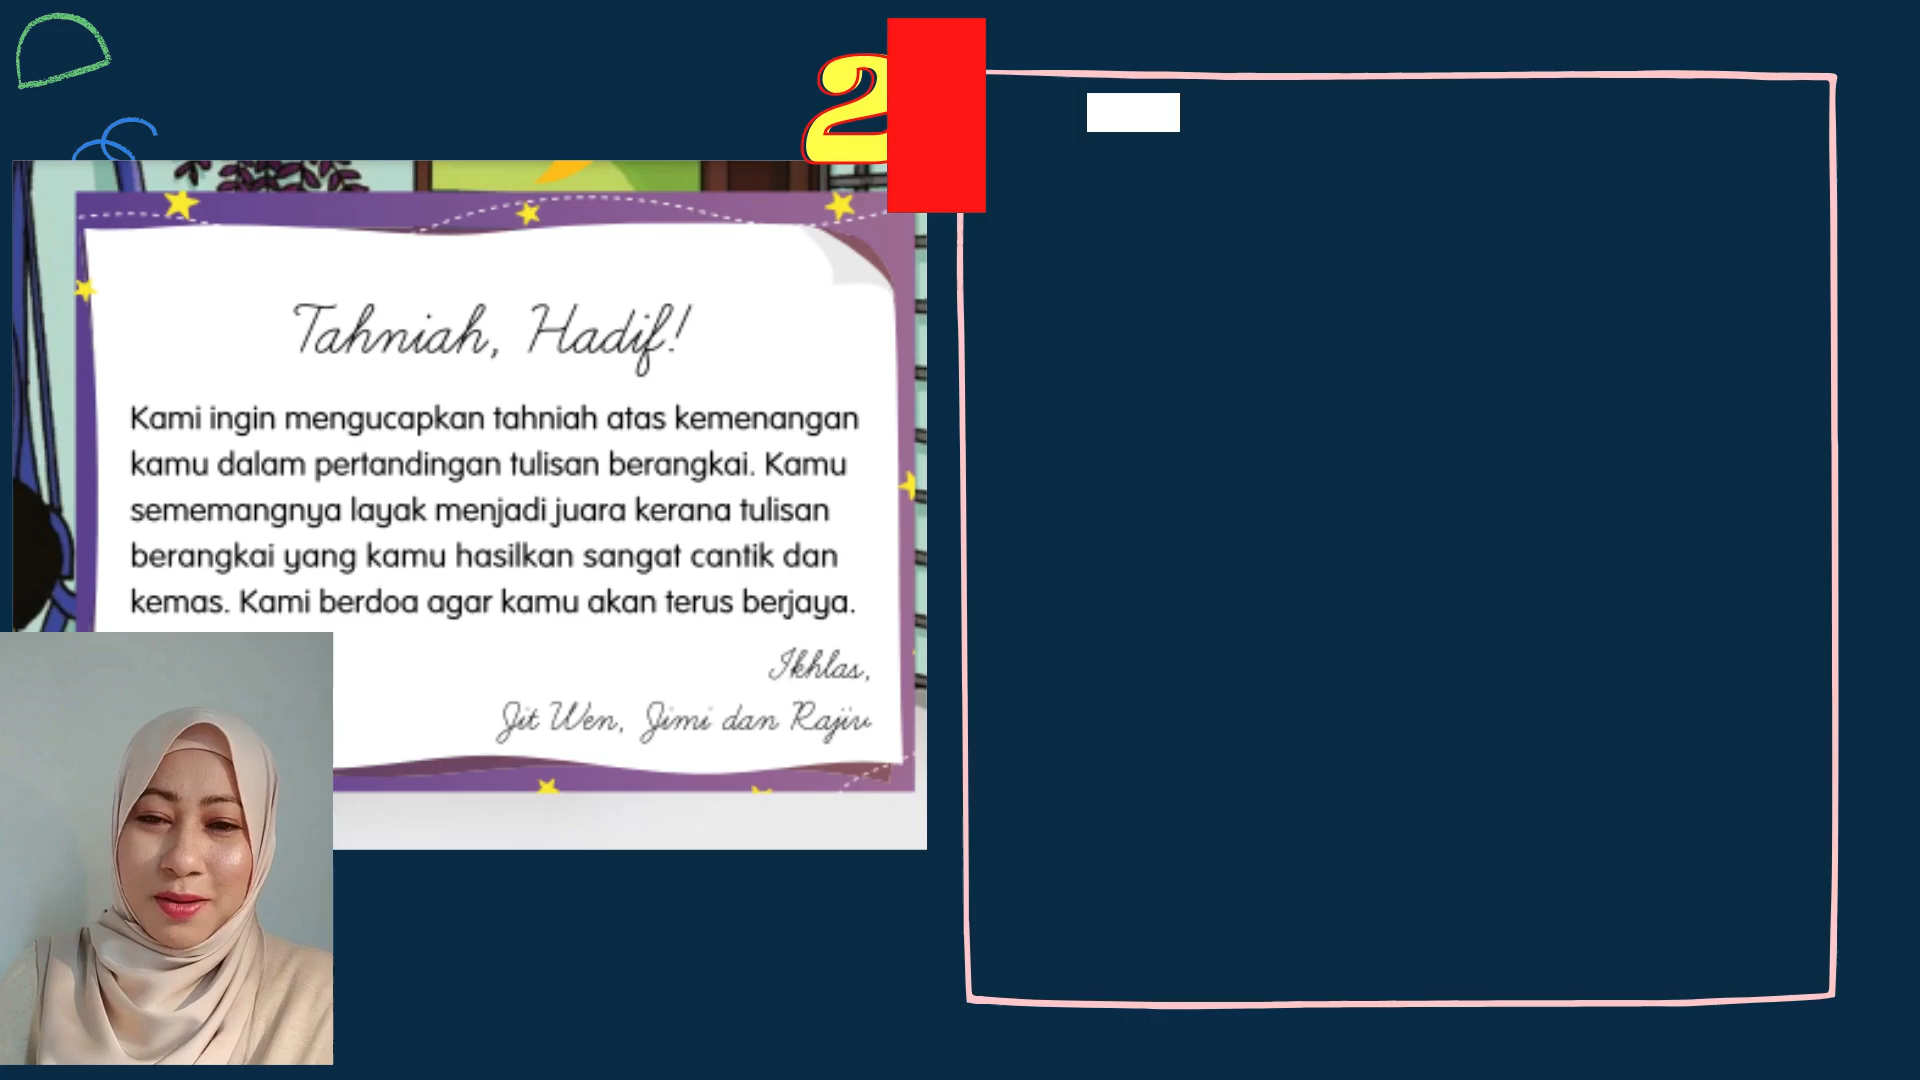 2
Tahniah, Hadif!
Kami ingin mengucapkan tahniah atas kemenangan
kamu dalam pertandingan tulisan berangkai. Kamu
sememangnya layak menjadi juara kerana tulisan
berangkai yang kamu hasilkan sangat cantik dan
kemas. Kami berdoa agar kamu akan terus berjaya.
Ikhlas,
Jit Wen, Jimi dan Rajiv